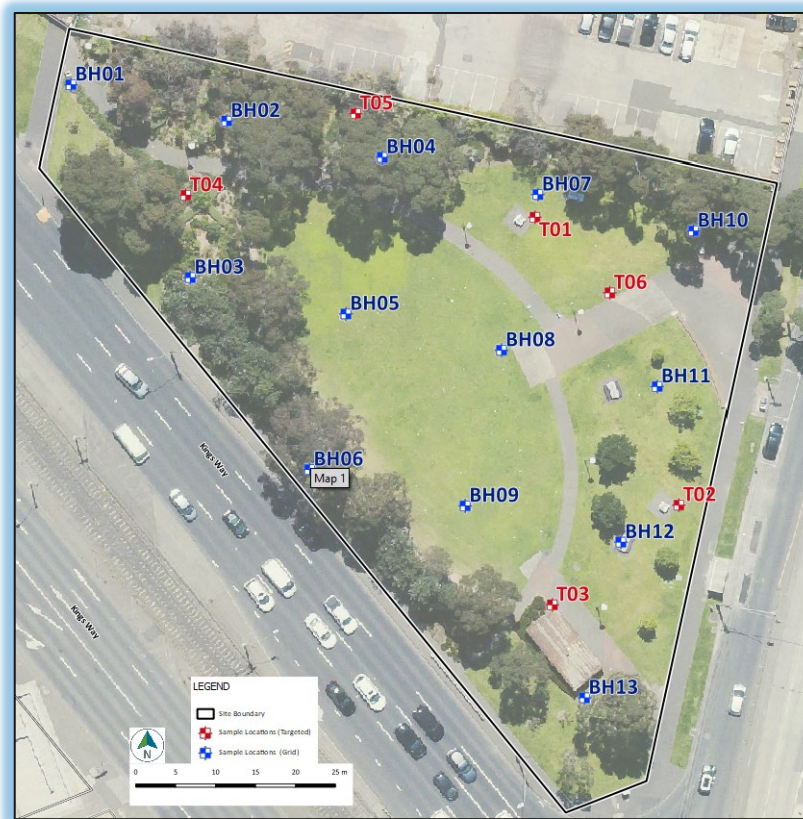 BH01
T05
BH02
BH04
T04
BH07
T01
BH10
BH03
T06
BH05
BH08
BH11
BH06
Map 1
Kings Way
BH09
T02
BH12
T03
Kings Way
BH13
LEGEND
Site Boundary
Sample Locations (Targeted)
Sample Locations (Grid)
N
0 5 10 15 20 25 m